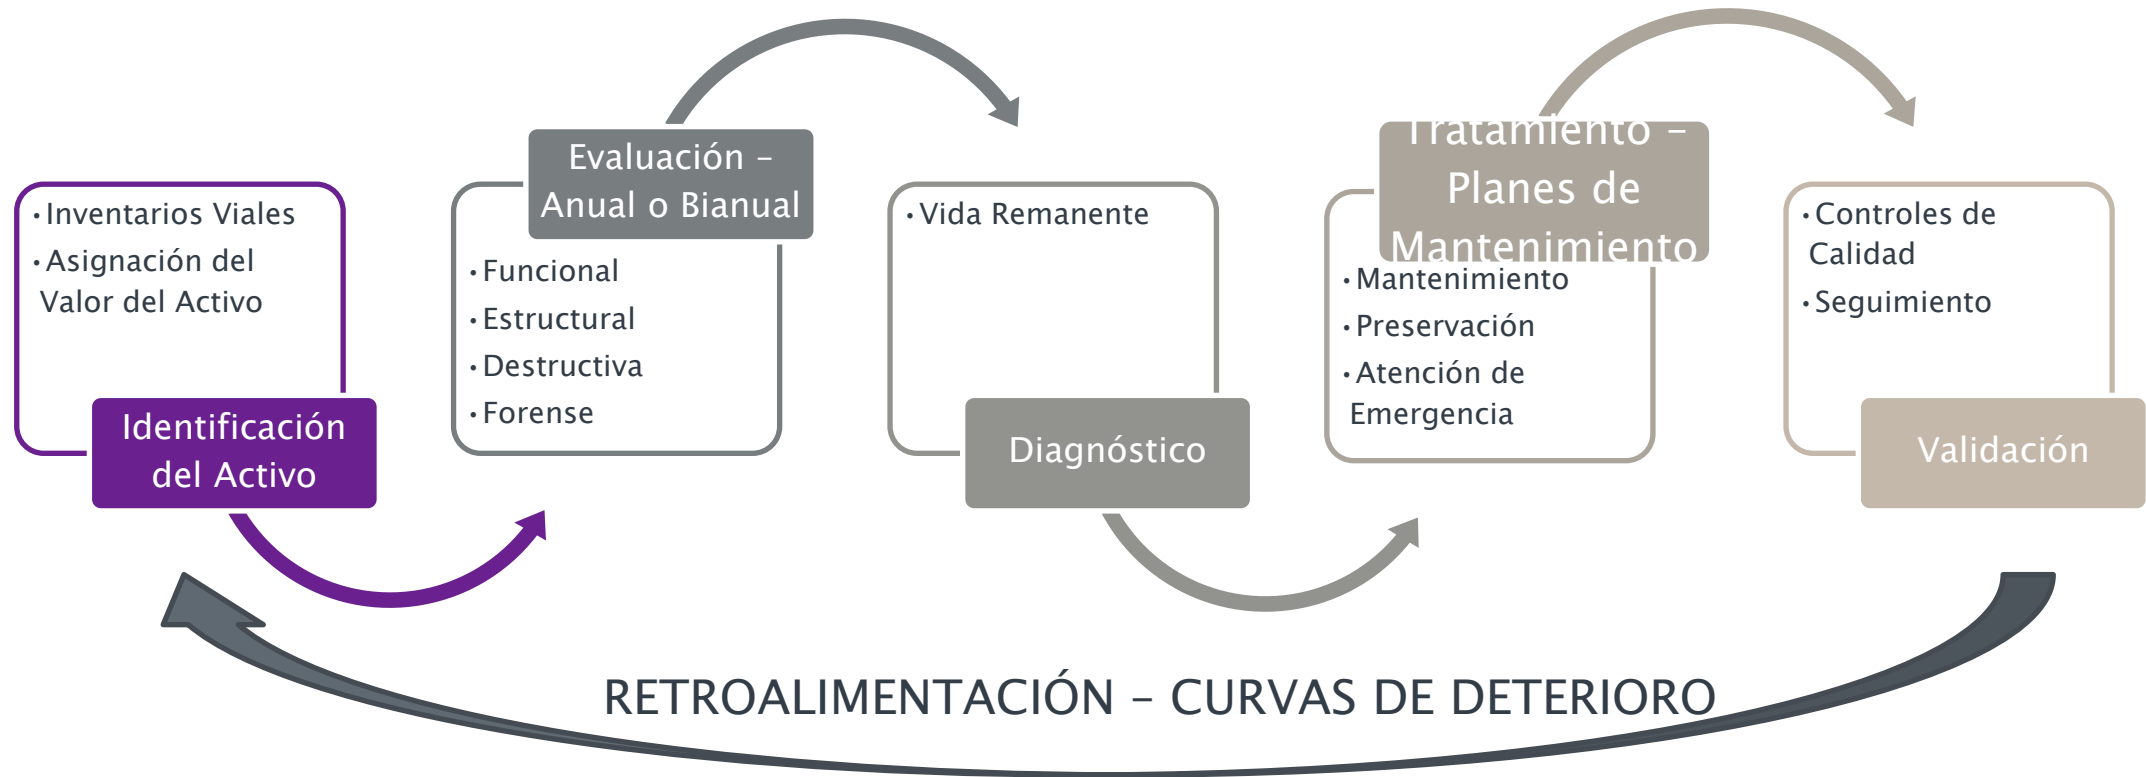 • Inventarios Viales
• Asignación del
Valor del Activo
Identificación
del Activo
Evaluación –
Anual o Bianual
• Funcional
• Estructural
• Destructiva
• Forense
• Vida Remanente
Diagnóstico
Tratamiento –
Planes de
Mantenimiento
• Mantenimiento
• Preservación
• Atención de
Emergencia
• Controles de
Calidad
• Seguimiento
Validación
RETROALIMENTACIÓN – CURVAS DE DETERIORO